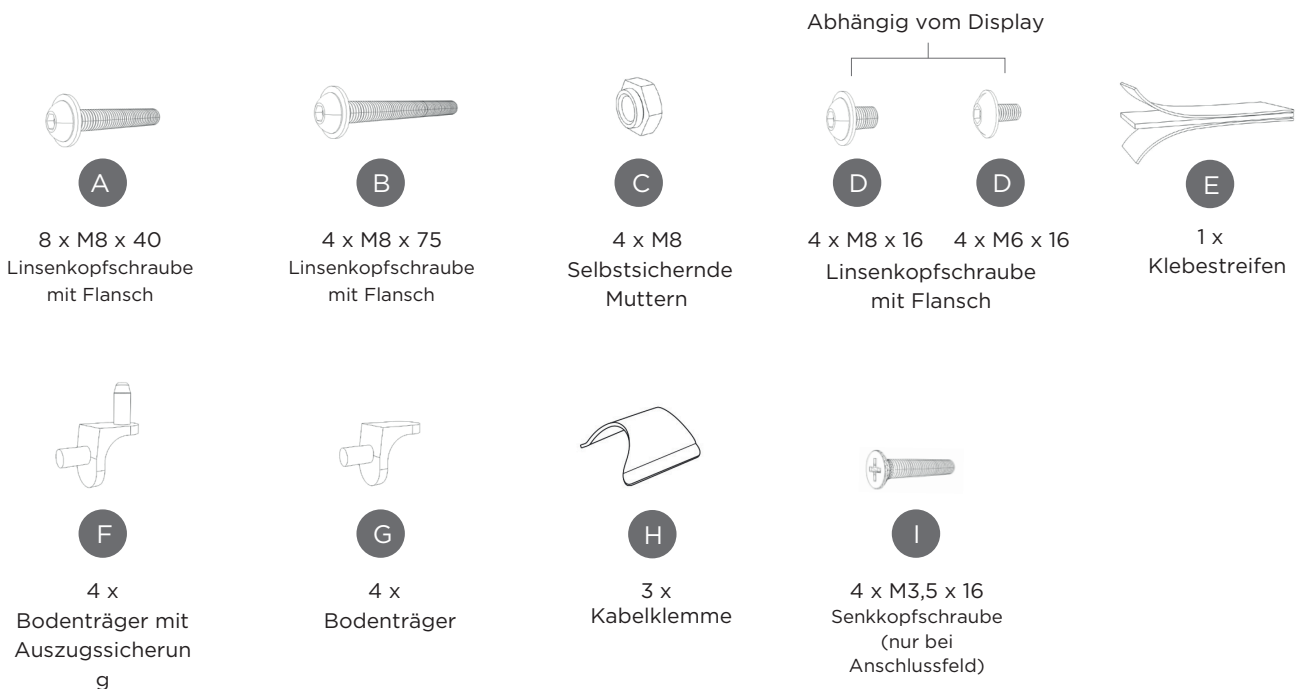 Abhängig vom Display
A
B
C
D
D
E
8 x M8 x 40
Linsenkopfschraube
mit Flansch
4 x M8 x 75
Linsenkopfschraube
mit Flansch
4 x M8
Selbstsichernde
Muttern
4 x M8 x 16
4 x M6 x 16
Linsenkopfschraube
mit Flansch
1 x
Klebestreifen
F
G
H
I
4 x
Bodenträger mit
Auszugssicherun
g
4 x
Bodenträger
3 x
Kabelklemme
4 x M3,5 x 16
Senkkopfschraube
(nur bei
Anschlussfeld)